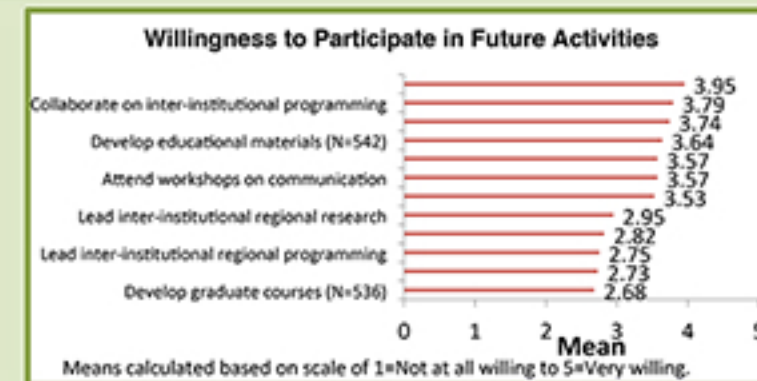 Willingness to Participate in Future Activities
3.95
Collaborate on inter-institutional programming 3.79
3.74
Develop educational materials (N=542) 3.64
3.57
Attend workshops on communication 3.57
3.53
Lead inter-institutional regional research 2.95
2.82
Lead inter-institutional regional programming 2.75
2.73
Develop graduate courses (N=536) 2.68
0 1 2 3 4 5
Mean
Means calculated based on scale of 1=Not at all willing to 5=Very willing.